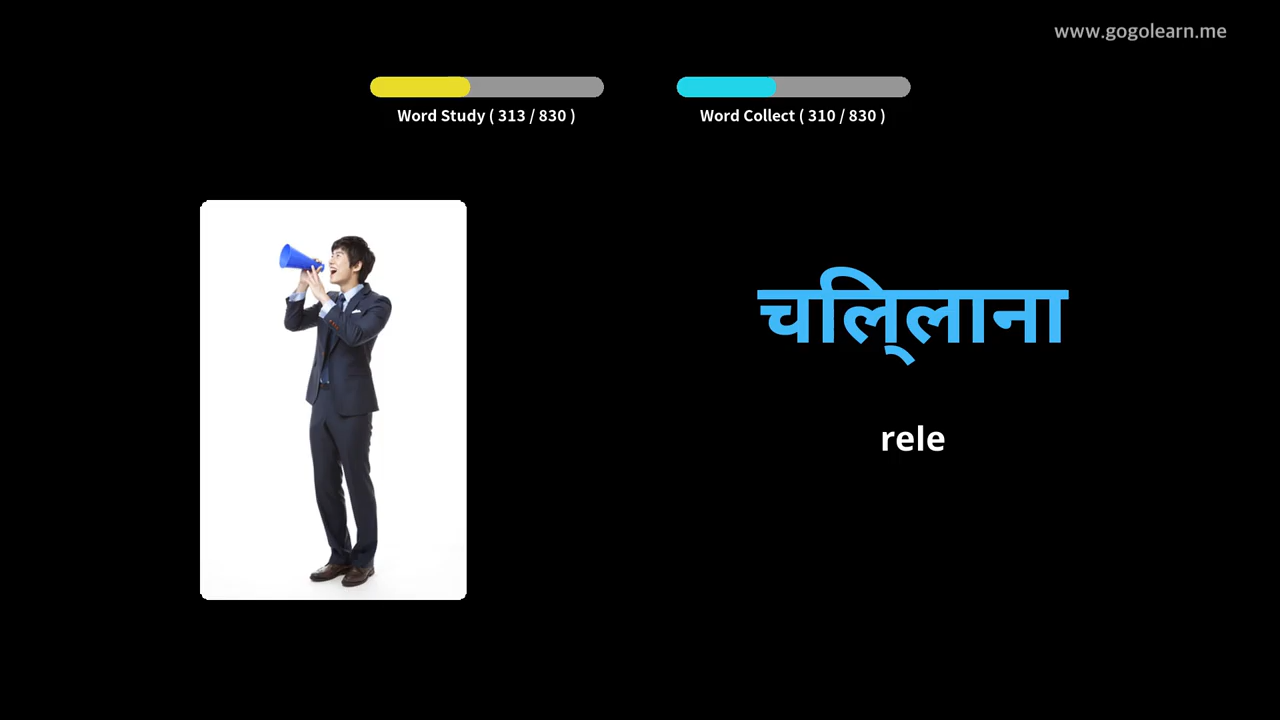 www.gogolearn.me
Word Study ( 313 / 830 )
Word Collect ( 310 / 830 )
चलि्लाना
rele